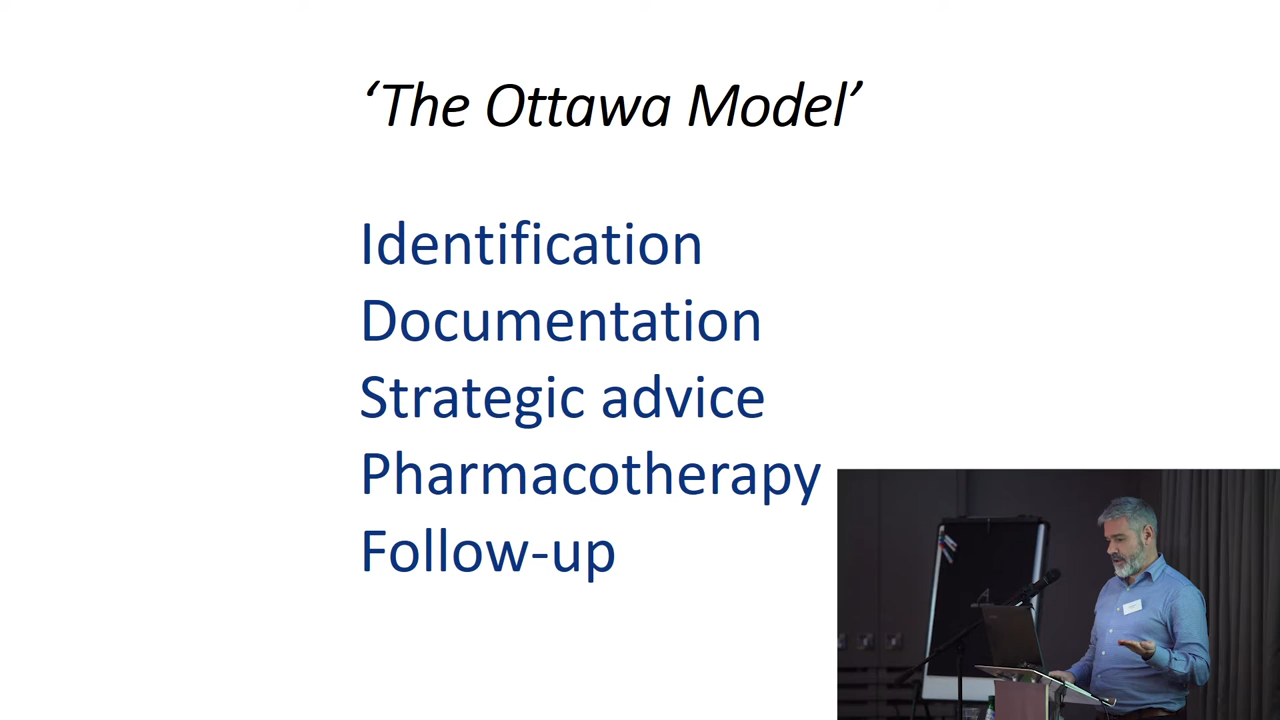 ‘The Ottawa Model’
Identification
Documentation
Strategic advice
Pharmacotherapy
Follow-up